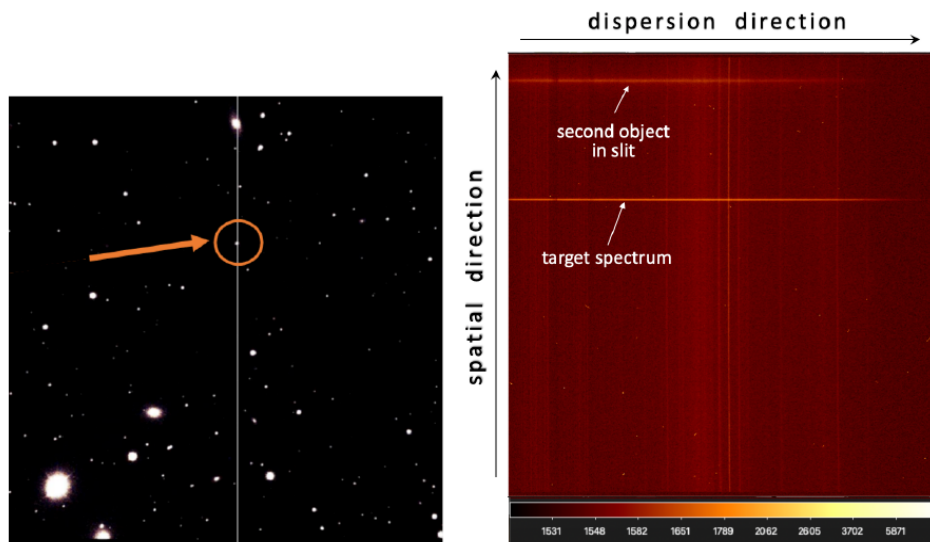 dispersion direction
spatial direction
second object
in slit
target spectrum
1531 1548 1582 1651 1789 2062 2605 3702 5871